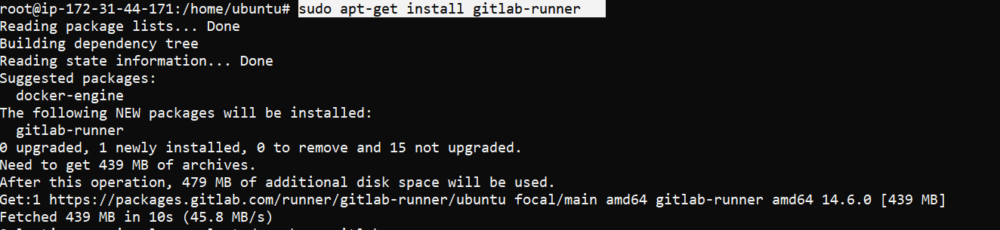 root@ip-172-31-44-171:/home/ubuntu# sudo apt-get install gitlab-runner
Reading package lists... Done
Building dependency tree
Reading state information... Done
Suggested packages:
  docker-engine
The following NEW packages will be installed:
  gitlab-runner
0 upgraded, 1 newly installed, 0 to remove and 15 not upgraded.
Need to get 439 MB of archives.
After this operation, 479 MB of additional disk space will be used.
Get:1 https://packages.gitlab.com/runner/gitlab-runner/ubuntu focal/main amd64 gitlab-runner amd64 14.6.0 [439 MB]
Fetched 439 MB in 10s (45.8 MB/s)